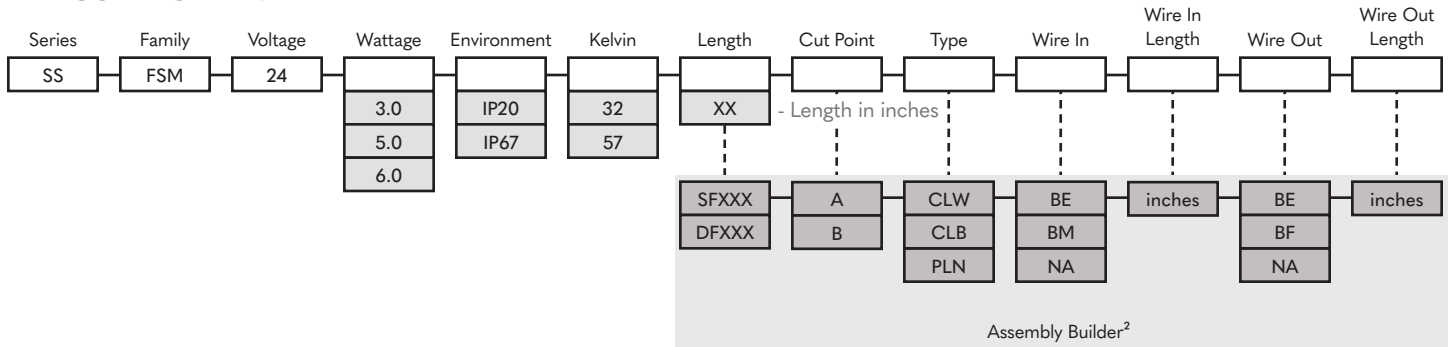 Series Family Voltage Wattage Environment Kelvin Length Cut Point Type Wire In Wire In Length Wire Out Wire Out Length
SS FSM 24
3.0 IP20 32 XX - Length in inches
5.0 IP67 57
6.0
SFXXX A CLW BE inches BE inches
DFXXX B CLB BM BF
PLN NA NA
Assembly Builder²